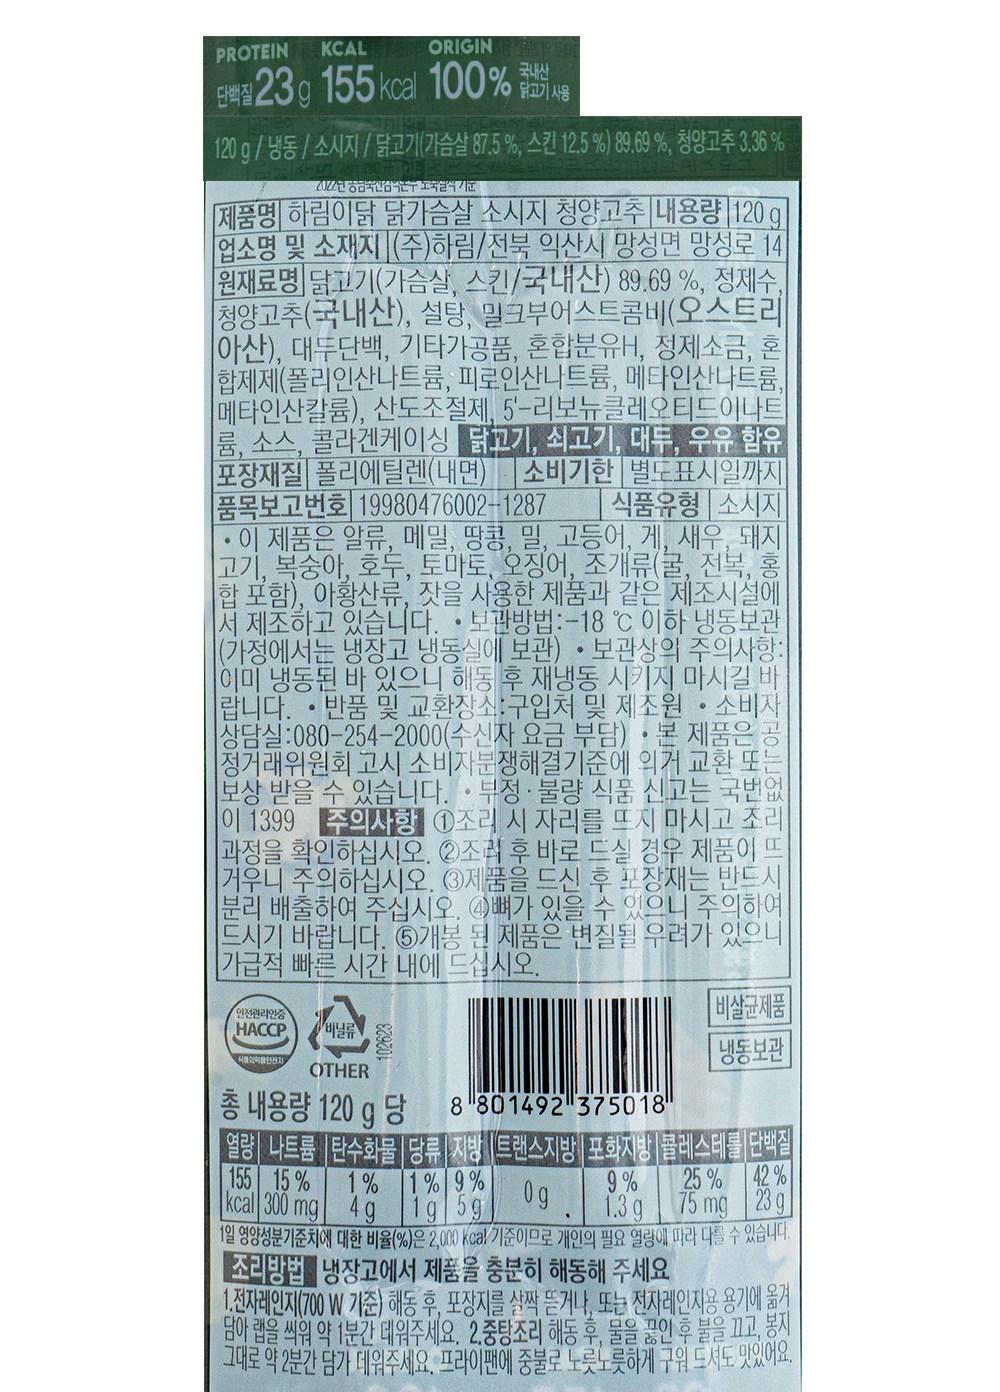 PROTEIN KCAL ORIGIN
단백질 23 g 155 kcal 100% 국내산 닭고기 사용
120 g / 냉동 / 소시지 / 닭고기(가슴살 87.5 %, 스킨 12.5 %) 89.69 %, 청양고추 3.36 %
제품명 하림이닭 닭가슴살 소시지 청양고추 내용량 120 g
업소명 및 소재지 (주)하림/전북 익산시 망성면 망성로 14
원재료명 닭고기(가슴살, 스킨/국내산) 89.69 %, 정제수,
청양고추(국내산), 설탕, 밀크부어스트콤비(오스트리
아산), 대두단백, 기타가공품, 혼합분유H, 정제소금, 혼
합제제(폴리인산나트륨, 피로인산나트륨, 메타인산나트륨,
메타인산칼륨), 산도조절제, 5'-리보뉴클레오티드이나트
륨, 소스, 콜라겐케이싱 닭고기, 쇠고기, 대두, 우유 함유
포장재질 폴리에틸렌(내면) 소비기한 별도표시일까지
품목보고번호 19980476002-1287 식품유형 소시지
• 이 제품은 알류, 메밀, 땅콩, 밀, 고등어, 게, 새우, 돼지
고기, 복숭아, 호두, 토마토, 오징어, 조개류(굴, 전복, 홍
합 포함), 아황산류, 잣을 사용한 제품과 같은 제조시설에
서 제조하고 있습니다. • 보관방법:-18 ℃ 이하 냉동보관
(가정에서는 냉장고 냉동실에 보관) • 보관상의 주의사항:
이미 냉동된 바 있으니 해동 후 재냉동 시키지 마시길 바
랍니다. • 반품 및 교환장소:구입처 및 제조원 • 소비자
상담실:080-254-2000(수신자 요금 부담) • 본 제품은 공
정거래위원회 고시 소비자분쟁해결기준에 의거 교환 또는
보상 받을 수 있습니다. • 부정·불량 식품 신고는 국번없
이 1399 주의사항 ①조리 시 자리를 뜨지 마시고 조리
과정을 확인하십시오. ②조리 후 바로 드실 경우 제품이 뜨
거우니 주의하십시오. ③제품을 드신 후 포장재는 반드시
분리 배출하여 주십시오. ④뼈가 있을 수 있으니 주의하여
드시기 바랍니다. ⑤개봉 된 제품은 변질될 우려가 있으니
가급적 빠른 시간 내에 드십시오.
안전관리인증
HACCP
식품의약품안전처
비닐류
OTHER
102623
8 801492 375018
비살균제품
냉동보관
총 내용량 120 g 당
열량 나트륨 탄수화물 당류 지방 트랜스지방 포화지방 콜레스테롤 단백질
155 15 % 1 % 1 % 9 % 0 g 9 % 25 % 42 %
kcal 300 mg 4 g 1 g 5 g 1.3 g 75 mg 23 g
1일 영양성분기준치에 대한 비율(%)은 2,000 kcal 기준이므로 개인의 필요 열량에 따라 다를 수 있습니다.
조리방법 냉장고에서 제품을 충분히 해동해 주세요
1.전자레인지(700 W 기준) 해동 후, 포장지를 살짝 뜯거나, 또는 전자레인지용 용기에 옮겨
담아 랩을 씌워 약 1분간 데워주세요. 2.중탕조리 해동 후, 물을 끓인 후 불을 끄고, 봉지
그대로 약 2분간 담가 데워주세요. 프라이팬에 중불로 노릇노릇하게 구워 드셔도 맛있어요.